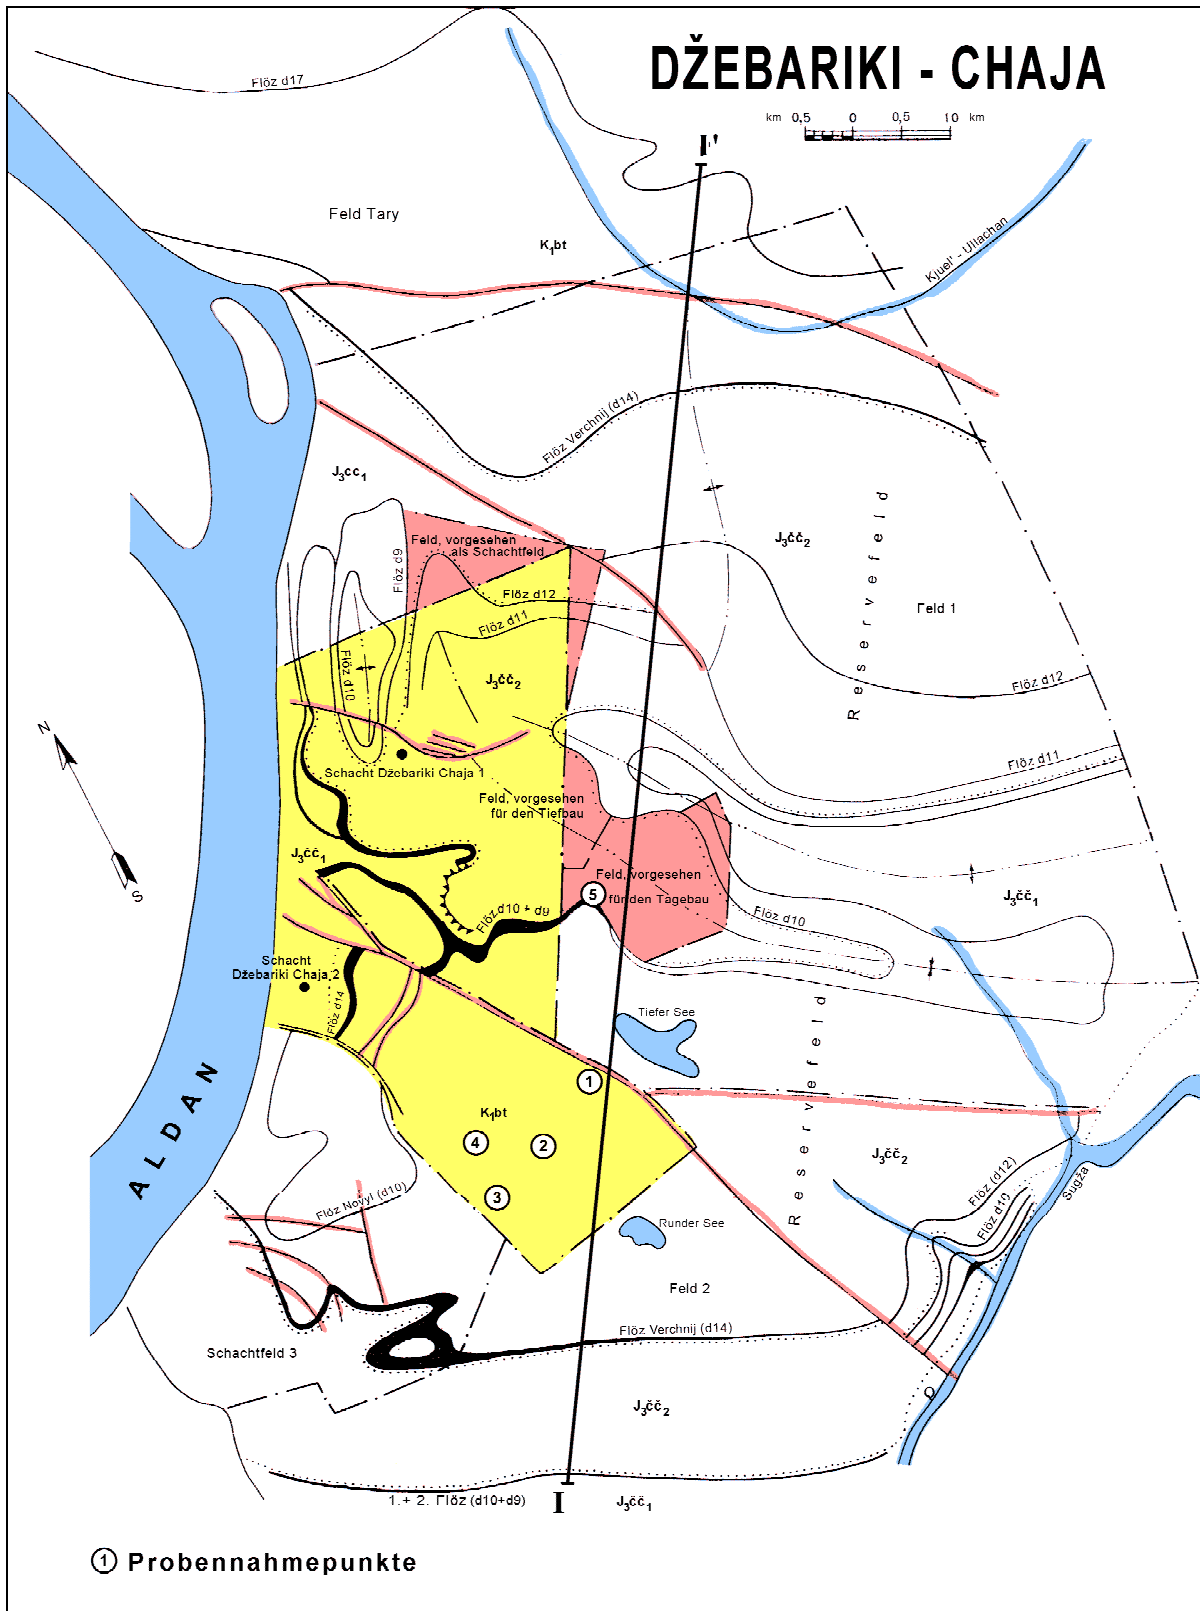 DŽEBARIKI - CHAJA
km 0,5 0 0,5 10 km
Flöz d17
I'
Feld Tary
K₁bt
Kjuel' - Ullachan
Flöz Verchnij (d14)
J₃cc₁
Reservefeld
J₃čč₂
Feld, vorgesehen
als Schachtfeld
Flöz d9
Flöz d12
Feld 1
Flöz d11
Flöz d10
J₃čč₂
Flöz d12
N
S
Flöz d11
Schacht Džebariki Chaja 1
Feld, vorgesehen
für den Tiefbau
J₃čč₁
Feld, vorgesehen
für den Tagebau
5
Flöz d10 + d9
Flöz d10
J₃čč₁
Schacht
Džebariki Chaja 2
Flöz d14
Tiefer See
Reservefeld
ALDAN
1
K₁bt
4
2
3
J₃čč₂
Flöz (d12)
Flöz d10
Sugža
Flöz Novyl (d10)
Runder See
Feld 2
Flöz Verchnij (d14)
Schachtfeld 3
Q
J₃čč₂
1.+ 2. Flöz (d10+d9)
I
J₃čč₁
1 Probennahmepunkte